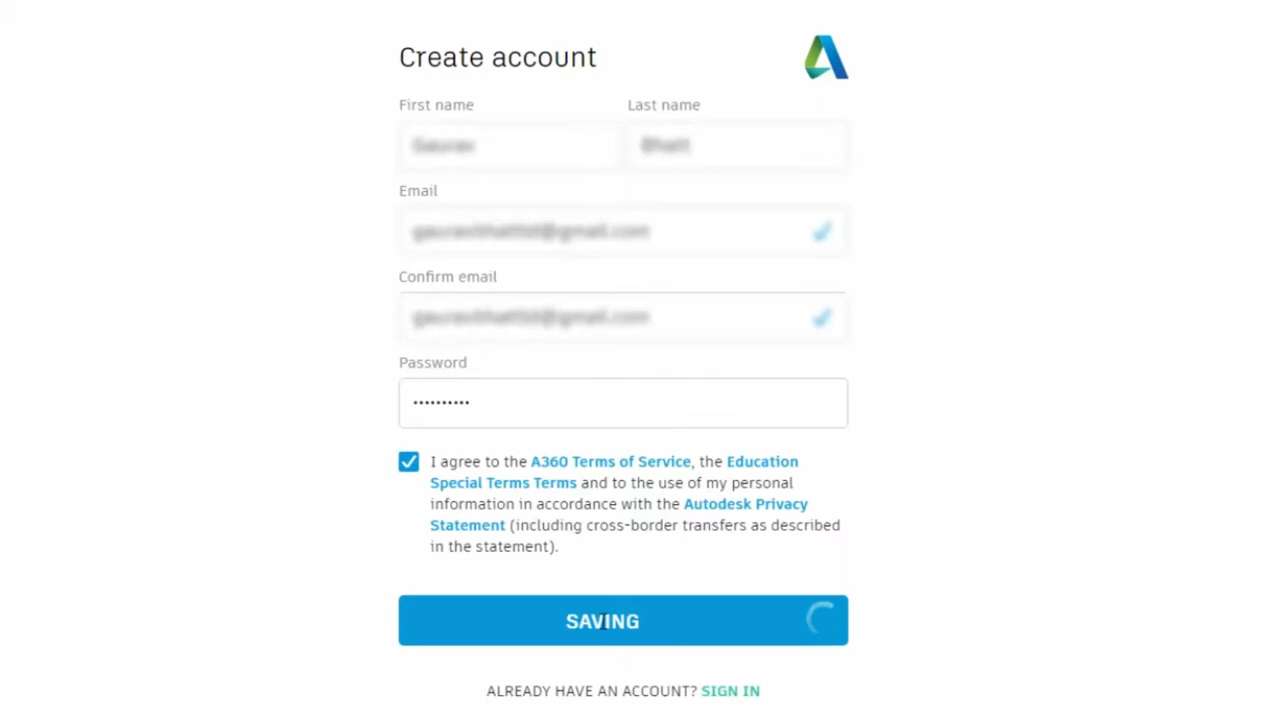 Create account
First name Last name
Email
Confirm email
Password
••••••••••
I agree to the A360 Terms of Service, the Education
Special Terms Terms and to the use of my personal
information in accordance with the Autodesk Privacy
Statement (including cross-border transfers as described
in the statement).
SAVING
ALREADY HAVE AN ACCOUNT? SIGN IN